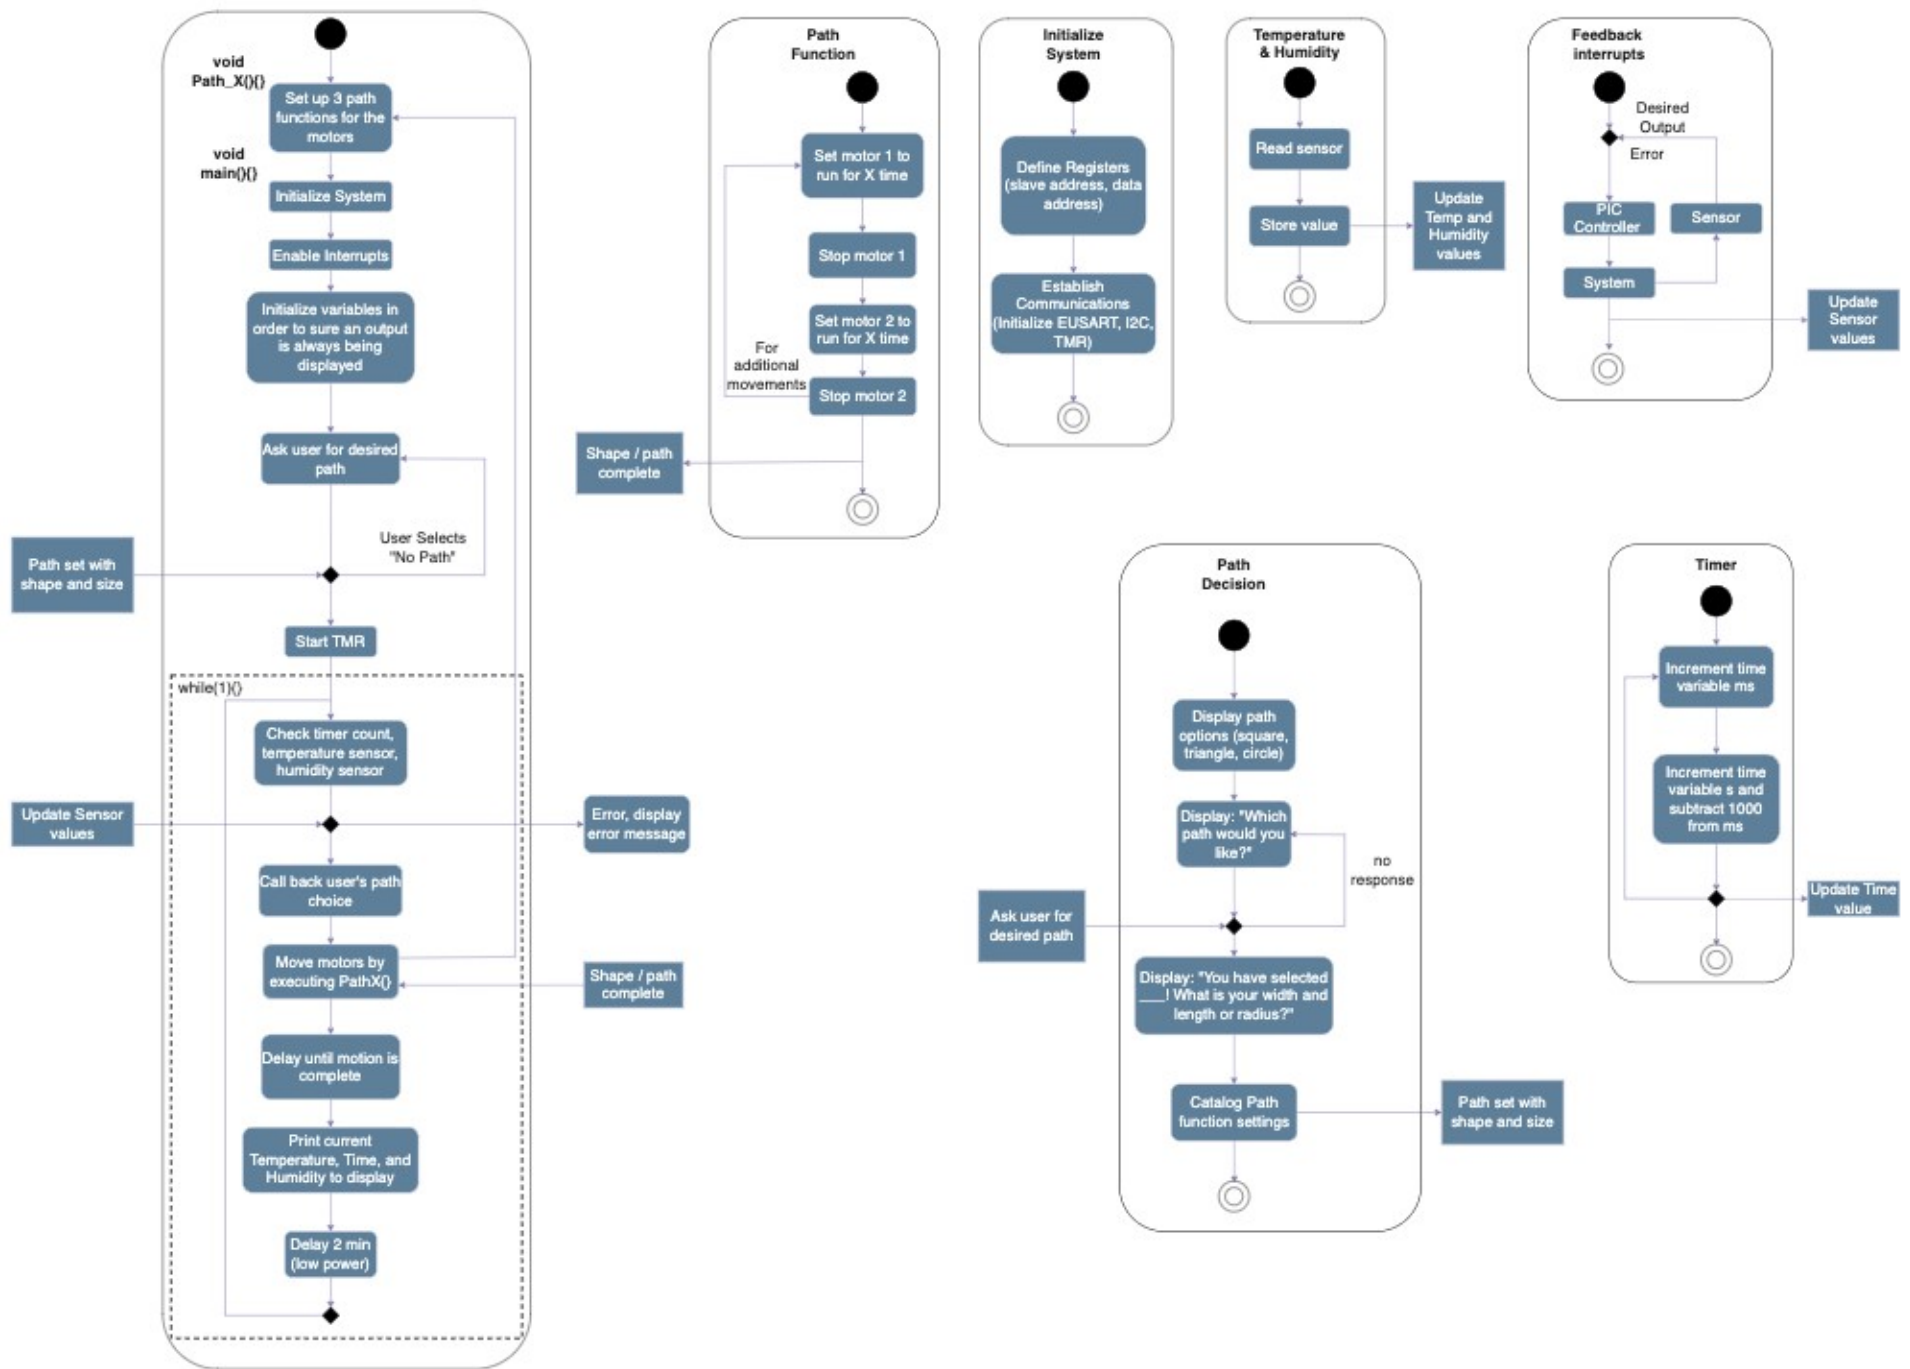 void
Path_X(){}
Set up 3 path
functions for the
motors
void
main(){}
Initialize System
Enable Interrupts
Initialize variables in
order to sure an output
is always being
displayed
Ask user for desired
path
User Selects
"No Path"
Path set with
shape and size
Start TMR
while(1){}
Check timer count,
temperature sensor,
humidity sensor
Update Sensor
values
Error, display
error message
Call back user's path
choice
Move motors by
executing PathX()
Shape / path
complete
Delay until motion is
complete
Print current
Temperature, Time, and
Humidity to display
Delay 2 min
(low power)
Path
Function
Set motor 1 to
run for X time
Stop motor 1
Set motor 2 to
run for X time
For
additional
movements
Stop motor 2
Shape / path
complete
Initialize
System
Define Registers
(slave address, data
address)
Establish
Communications
(Initialize EUSART, I2C,
TMR)
Temperature
& Humidity
Read sensor
Store value
Update
Temp and
Humidity
values
Feedback
interrupts
Desired
Output
Error
PIC
Controller
Sensor
System
Update
Sensor
values
Path
Decision
Display path
options (square,
triangle, circle)
Display: "Which
path would you
like?"
no
response
Ask user for
desired path
Display: "You have selected
___! What is your width and
length or radius?"
Catalog Path
function settings
Path set with
shape and size
Timer
Increment time
variable ms
Increment time
variable s and
subtract 1000
from ms
Update Time
value